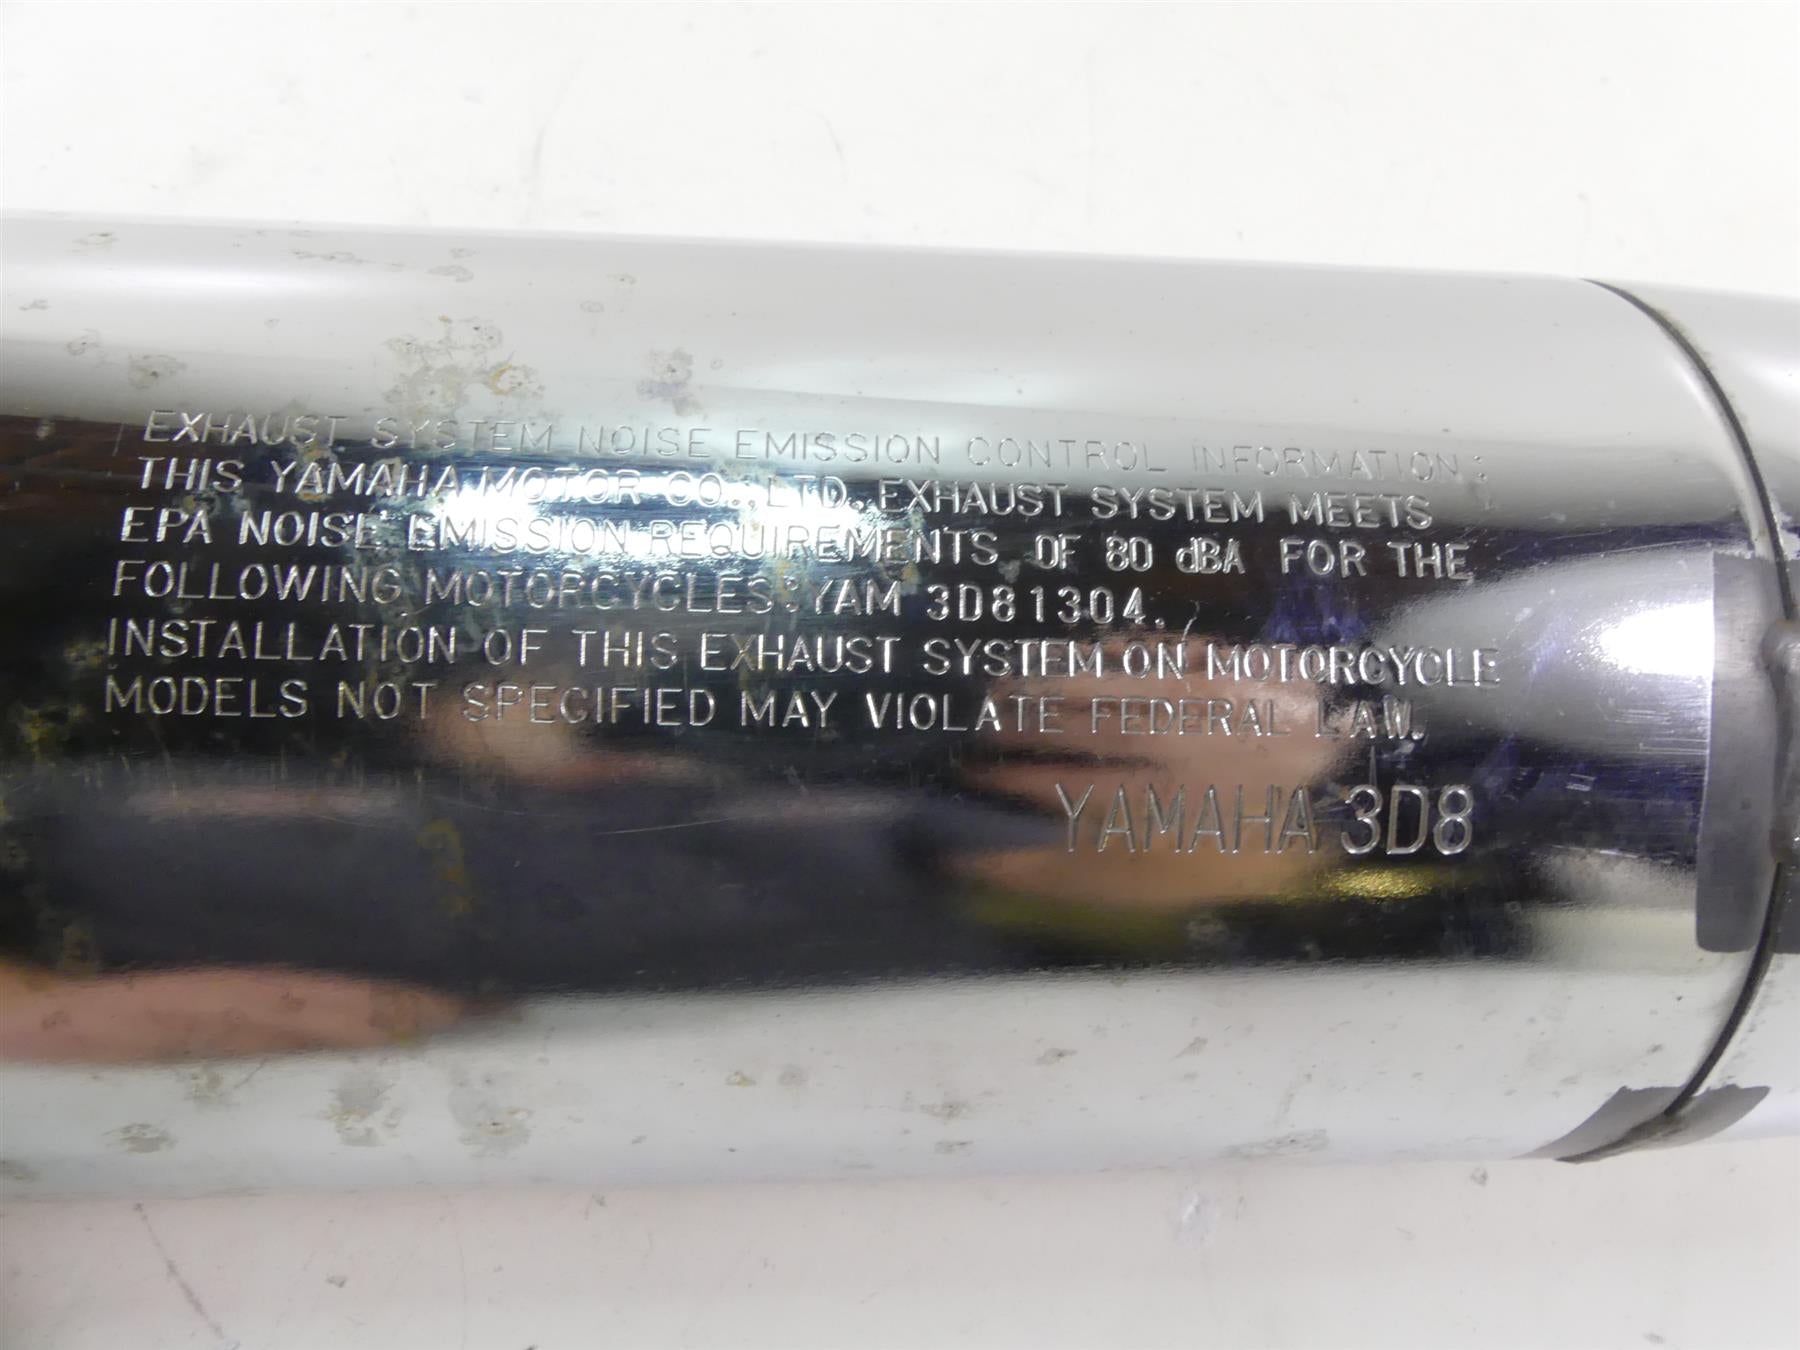 EXHAUST SYSTEM NOISE EMISSION CONTROL INFORMATION:
THIS YAMAHA MOTOR CO., LTD. EXHAUST SYSTEM MEETS
EPA NOISE EMISSION REQUIREMENTS OF 80 dBA FOR THE
FOLLOWING MOTORCYCLES:YAM 3D81304.
INSTALLATION OF THIS EXHAUST SYSTEM ON MOTORCYCLE
MODELS NOT SPECIFIED MAY VIOLATE FEDERAL LAW.
YAMAHA 3D8